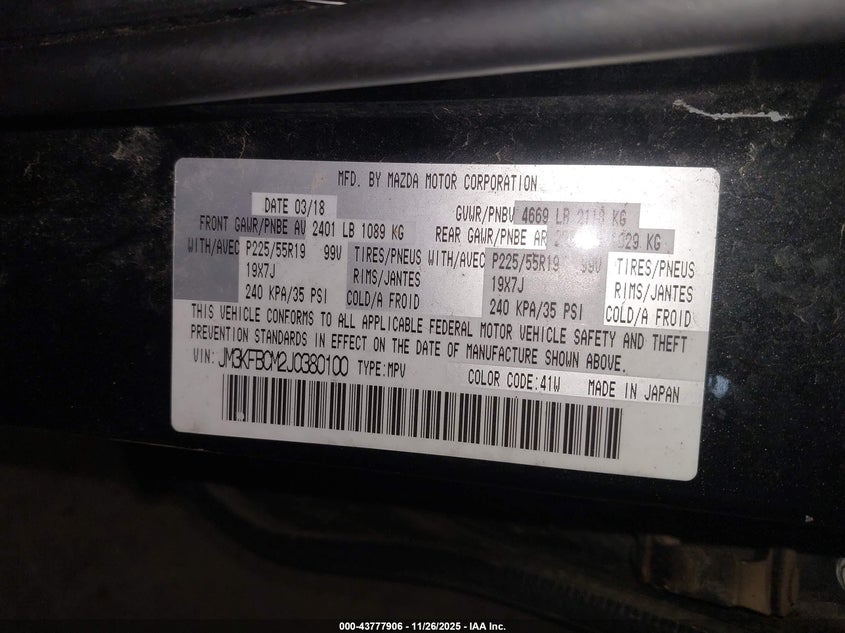 MFD. BY MAZDA MOTOR CORPORATION
DATE 03/18
GVWR/PNBV 4669 LB 2118 KG
FRONT GAWR/PNBE AV 2401 LB 1089 KG
REAR GAWR/PNBE AR KG
WITH/AVEC P225/55R19 99V TIRES/PNEUS
19X7J RIMS/JANTES
240 KPA/35 PSI COLD/A FROID
WITH/AVEC P225/55R19 99V TIRES/PNEUS
19X7J RIMS/JANTES
240 KPA/35 PSI COLD/A FROID
THIS VEHICLE CONFORMS TO ALL APPLICABLE FEDERAL MOTOR VEHICLE SAFETY AND THEFT
PREVENTION STANDARDS IN EFFECT ON THE DATE OF MANUFACTURE SHOWN ABOVE.
VIN: JM3KFBCM2J0380100 TYPE:MPV
COLOR CODE:41W MADE IN JAPAN
000-43777906 - 11/26/2025 - IAA Inc.